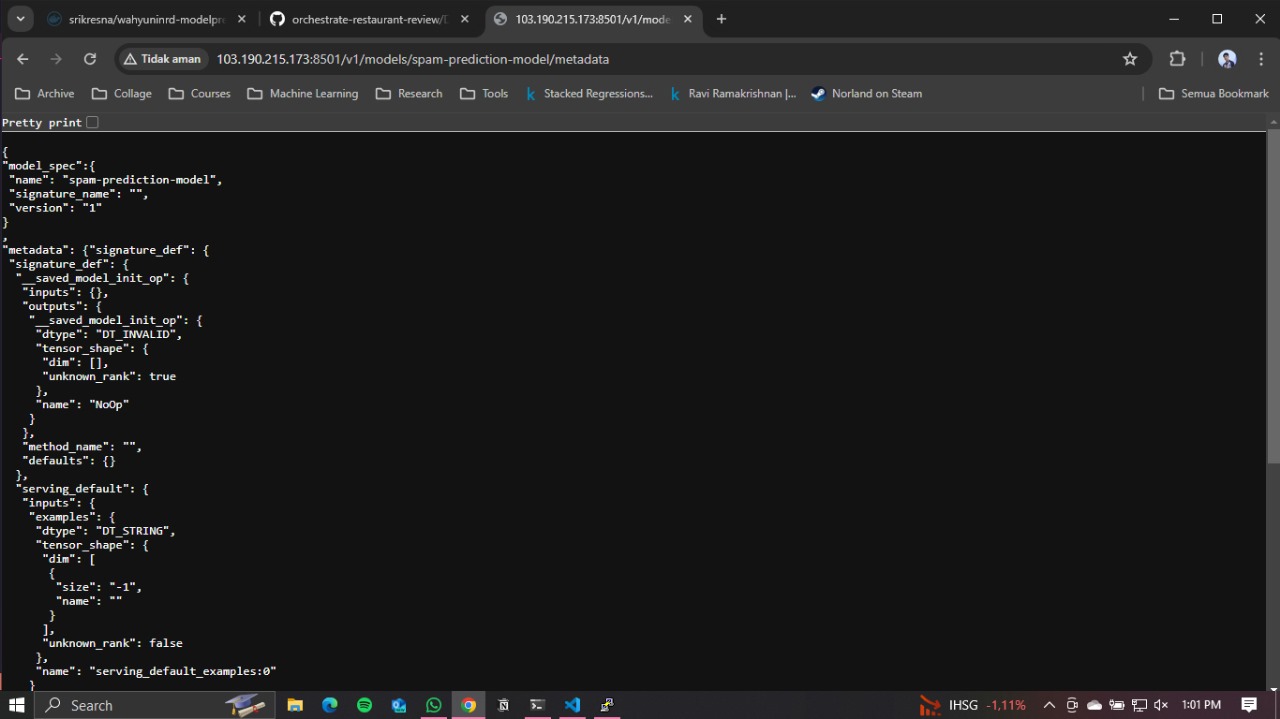 srikresna/wahyuninrd-modelpre
orchestrate-restaurant-review/D
103.190.215.173:8501/v1/mode
Tidak aman
103.190.215.173:8501/v1/models/spam-prediction-model/metadata
Archive
Collage
Courses
Machine Learning
Research
Tools
Stacked Regressions...
Ravi Ramakrishnan |...
Norland on Steam
Semua Bookmark
Pretty print
{
"model_spec":{
"name": "spam-prediction-model",
"signature_name": "",
"version": "1"
}
,
"metadata": {"signature_def": {
"signature_def": {
"__saved_model_init_op": {
"inputs": {},
"outputs": {
"__saved_model_init_op": {
"dtype": "DT_INVALID",
"tensor_shape": {
"dim": [],
"unknown_rank": true
},
"name": "NoOp"
}
},
"method_name": "",
"defaults": {}
},
"serving_default": {
"inputs": {
"examples": {
"dtype": "DT_STRING",
"tensor_shape": {
"dim": [
{
"size": "-1",
"name": ""
}
],
"unknown_rank": false
},
"name": "serving_default_examples:0"
}
Search
IHSG -1,11%
1:01 PM